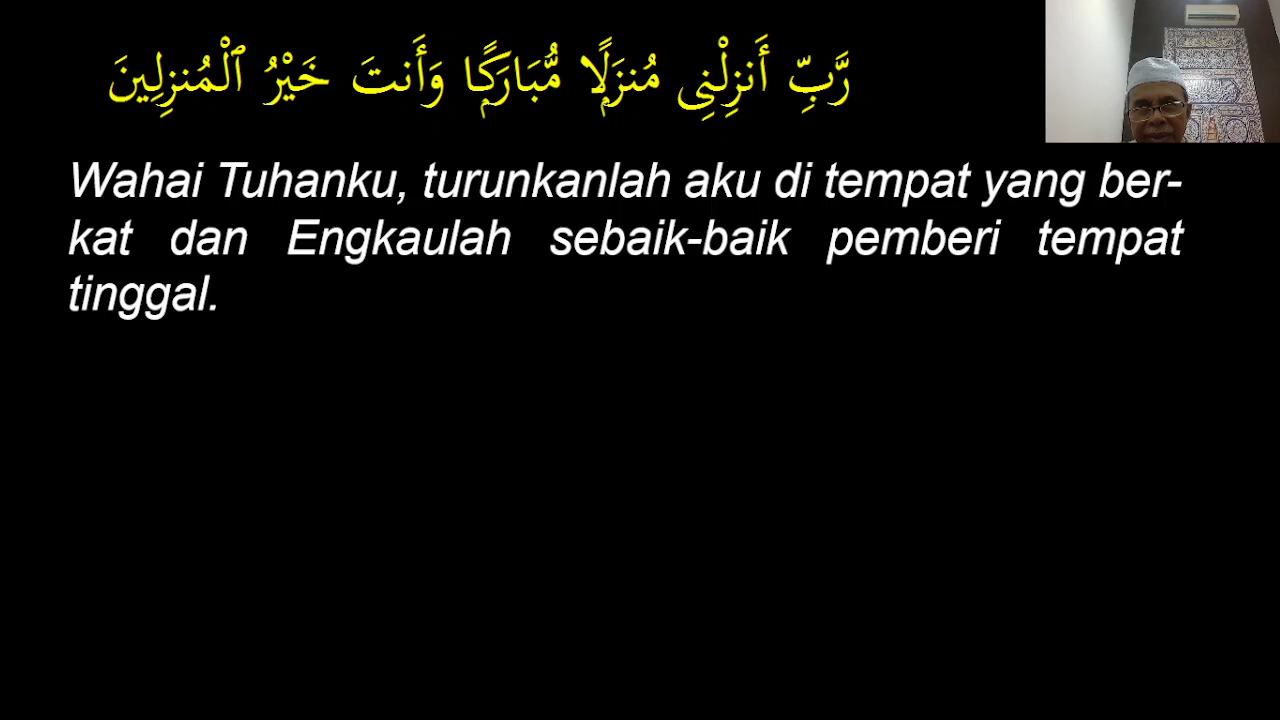 رَّبِّ أَنزِلْنِى مُنزَلًا مُّبَارَكًا وَأَنتَ خَيْرُ ٱلْمُنزِلِينَ
Wahai Tuhanku, turunkanlah aku di tempat yang ber-
kat dan Engkaulah sebaik-baik pemberi tempat
tinggal.